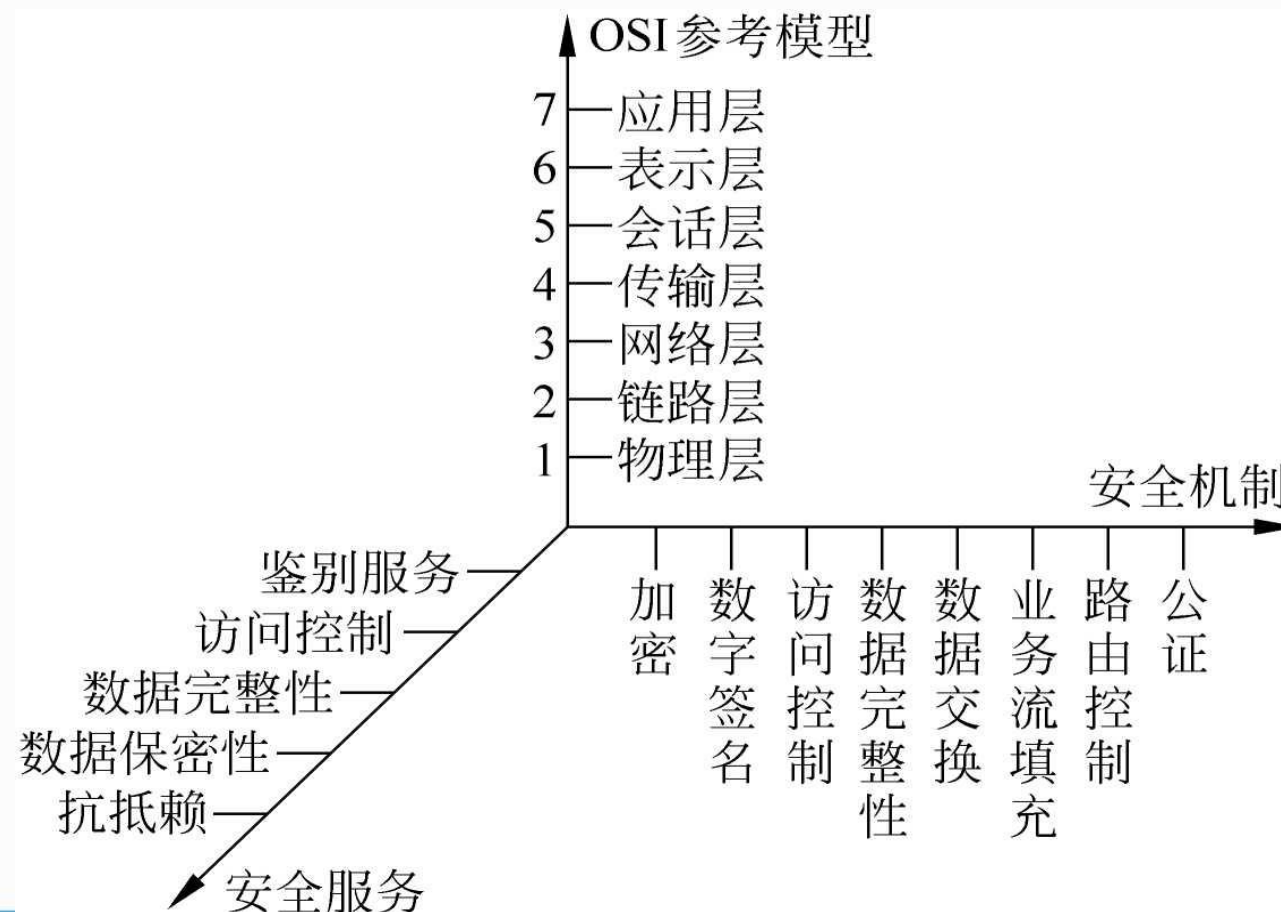 OSI参考模型
7 应用层
6 表示层
5 会话层
4 传输层
3 网络层
2 链路层
1 物理层
安全机制
加密
数字签名
访问控制
数据完整性
数据交换
业务流填充
路由控制
公证
鉴别服务
访问控制
数据完整性
数据保密性
抗抵赖
安全服务